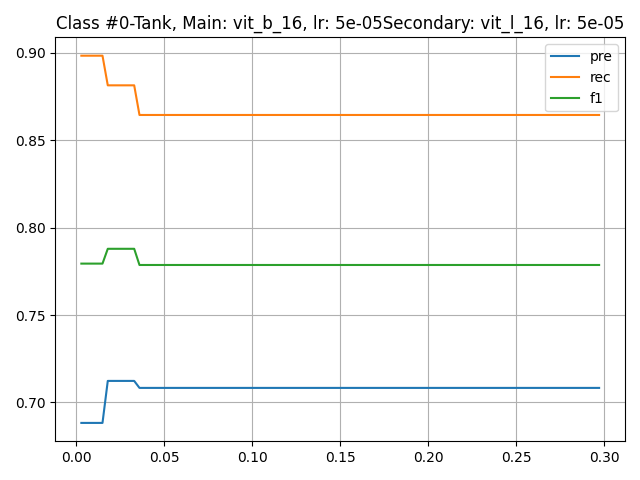 Class #0-Tank, Main: vit_b_16, lr: 5e-05Secondary: vit_l_16, lr: 5e-05
pre
rec
f1
0.90
0.85
0.80
0.75
0.70
0.00 0.05 0.10 0.15 0.20 0.25 0.30